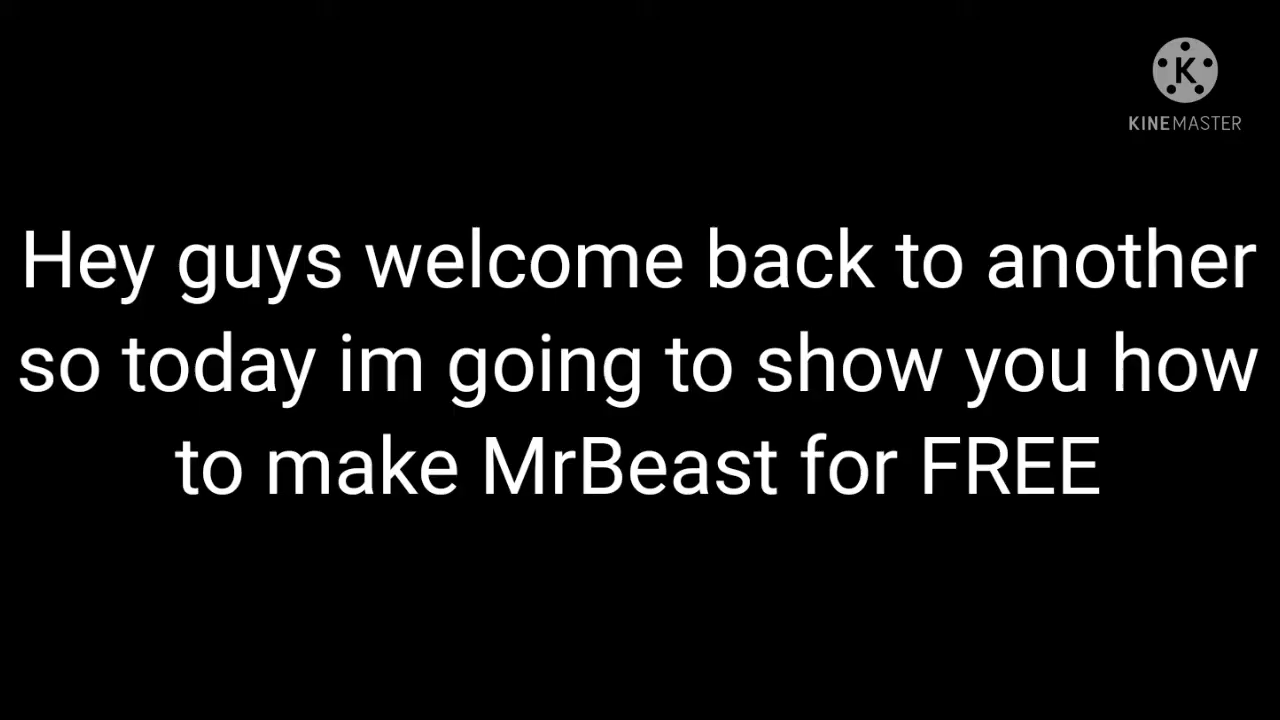 K
KINEMASTER
Hey guys welcome back to another
so today im going to show you how
to make MrBeast for FREE